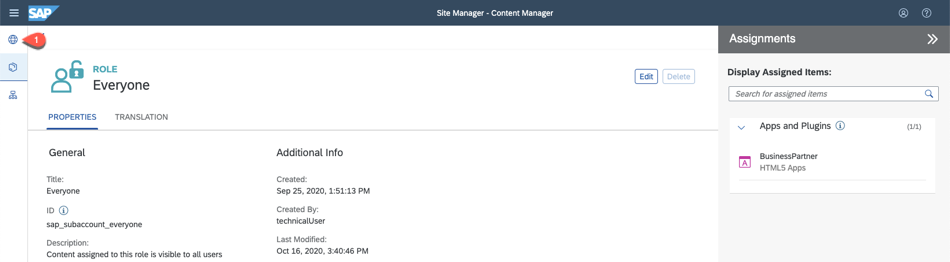 SAP
Site Manager - Content Manager
1
Assignments
ROLE
Everyone
Edit
Delete
Display Assigned Items:
Search for assigned items
PROPERTIES
TRANSLATION
Apps and Plugins
(1/1)
A
BusinessPartner
HTML5 Apps
General
Additional Info
Title:
Everyone
Created:
Sep 25, 2020, 1:51:13 PM
ID
sap_subaccount_everyone
Created By:
technicalUser
Description:
Content assigned to this role is visible to all users
Last Modified:
Oct 16, 2020, 3:40:46 PM